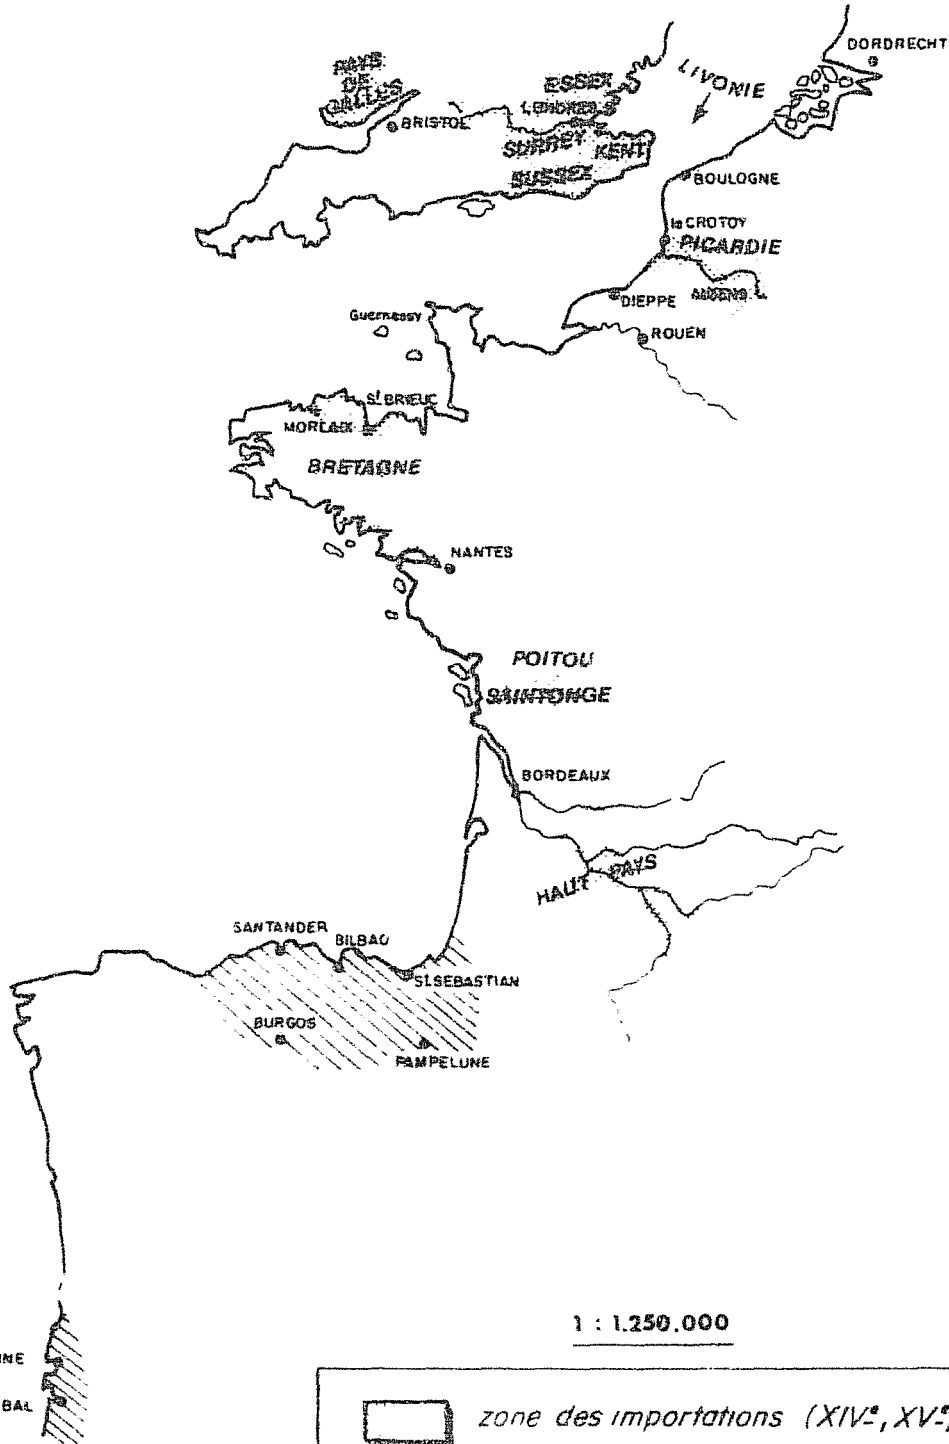 DORDRECHT
PAYS
DE
GALLES
ESSEX
LIVONIE
LONDRES
BRISTOL
SURREY
KENT
SUSSEX
BOULOGNE
le CROTOY
PICARDIE
AMIENS
DIEPPE
Guernesey
ROUEN
St BRIEUC
MORLAIX
BRETAGNE
NANTES
POITOU
SAINTONGE
BORDEAUX
HAUT PAYS
SANTANDER
BILBAO
St.SEBASTIAN
BURGOS
PAMPELUNE
1 : 1.250.000
NE
BAL
zone des importations (XIVe, XVe,